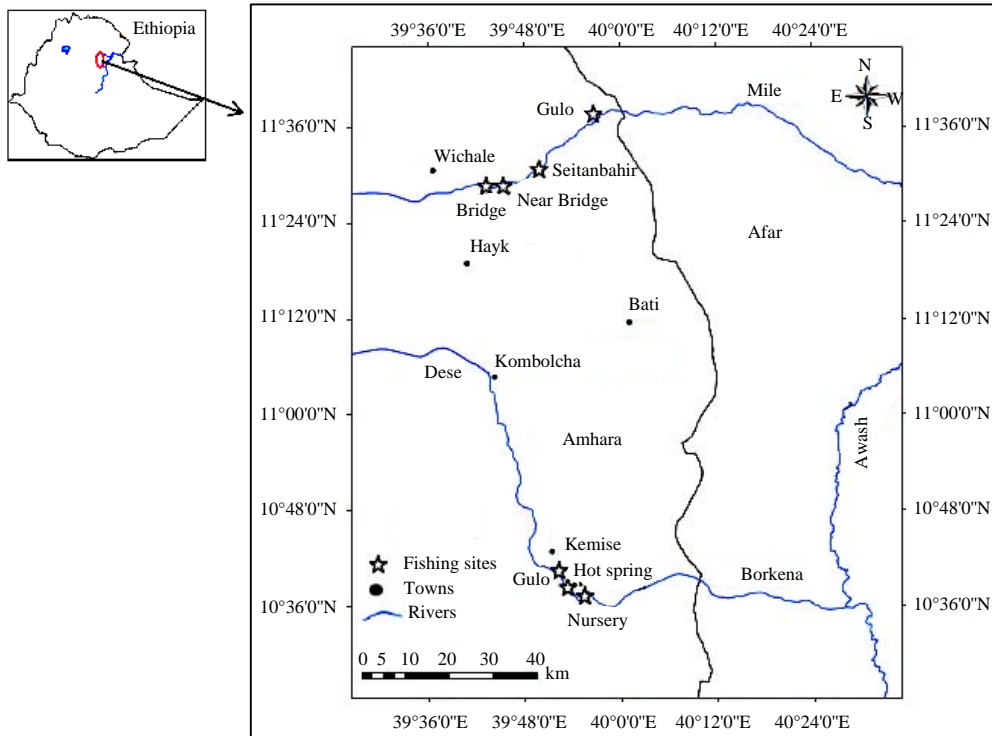 Ethiopia
39°36'0"E 39°48'0"E 40°00'0"E 40°12'0"E 40°24'0"E
N
E W
S
Mile
Gulo
11°36'0"N 11°36'0"N
Wichale
Seitanbahir
Bridge Near Bridge
11°24'0"N 11°24'0"N
Afar
Hayk
Bati
11°12'0"N 11°12'0"N
Dese Kombolcha
11°00'0"N 11°00'0"N
Amhara
Awash
10°48'0"N 10°48'0"N
Kemise
Fishing sites
Gulo Hot spring
Borkena
Towns
10°36'0"N 10°36'0"N
Rivers
Nursery
0 5 10 20 30 40
km
39°36'0"E 39°48'0"E 40°00'0"E 40°12'0"E 40°24'0"E